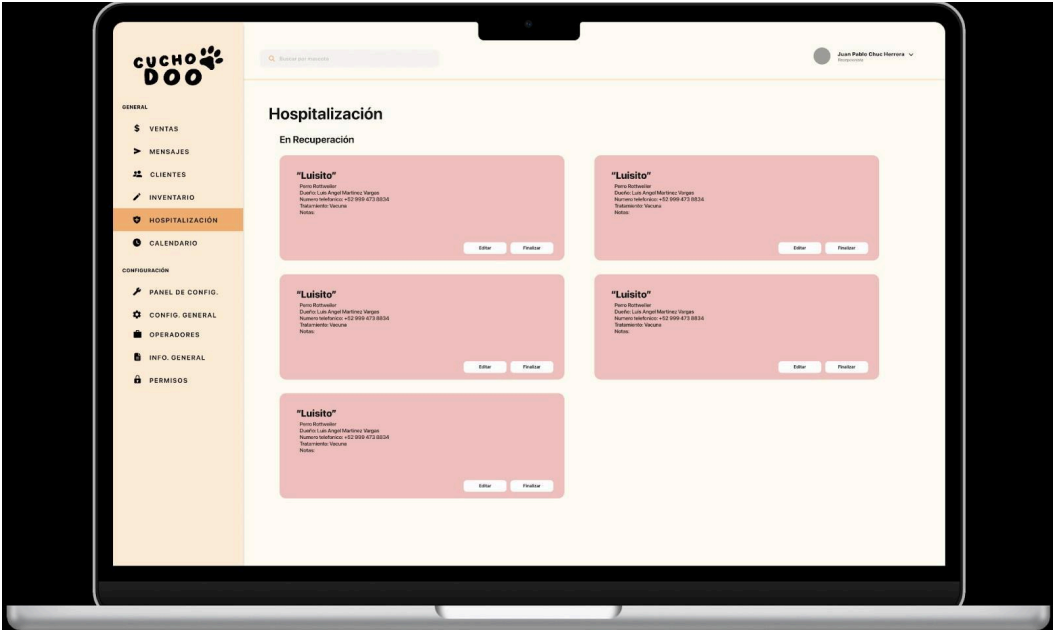 CUCHO
DOO
GENERAL
VENTAS
MENSAJES
CLIENTES
INVENTARIO
HOSPITALIZACIÓN
CALENDARIO
CONFIGURACIÓN
PANEL DE CONFIG.
CONFIG. GENERAL
OPERADORES
INFO. GENERAL
PERMISOS
Buscar por mascota
Juan Pablo Chuc Herrera
Recepcionista
Hospitalización
En Recuperación
"Luisito"
Perro Rottweiler
Dueño: Luis Angel Martinez Vargas
Numero telefonico: +52 999 473 8834
Tratamiento: Vacuna
Notas:
Editar Finalizar
"Luisito"
Perro Rottweiler
Dueño: Luis Angel Martinez Vargas
Numero telefonico: +52 999 473 8834
Tratamiento: Vacuna
Notas:
Editar Finalizar
"Luisito"
Perro Rottweiler
Dueño: Luis Angel Martinez Vargas
Numero telefonico: +52 999 473 8834
Tratamiento: Vacuna
Notas:
Editar Finalizar
"Luisito"
Perro Rottweiler
Dueño: Luis Angel Martinez Vargas
Numero telefonico: +52 999 473 8834
Tratamiento: Vacuna
Notas:
Editar Finalizar
"Luisito"
Perro Rottweiler
Dueño: Luis Angel Martinez Vargas
Numero telefonico: +52 999 473 8834
Tratamiento: Vacuna
Notas:
Editar Finalizar